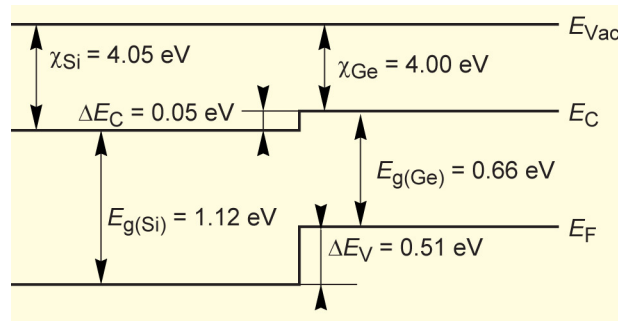 E_Vac
χ_Si = 4.05 eV
χ_Ge = 4.00 eV
ΔE_C = 0.05 eV
E_C
E_g(Ge) = 0.66 eV
E_g(Si) = 1.12 eV
E_F
ΔE_V = 0.51 eV